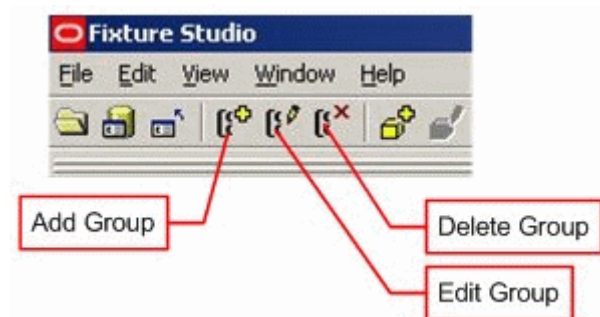 Fixture Studio
File Edit View Window Help
Add Group
Delete Group
Edit Group